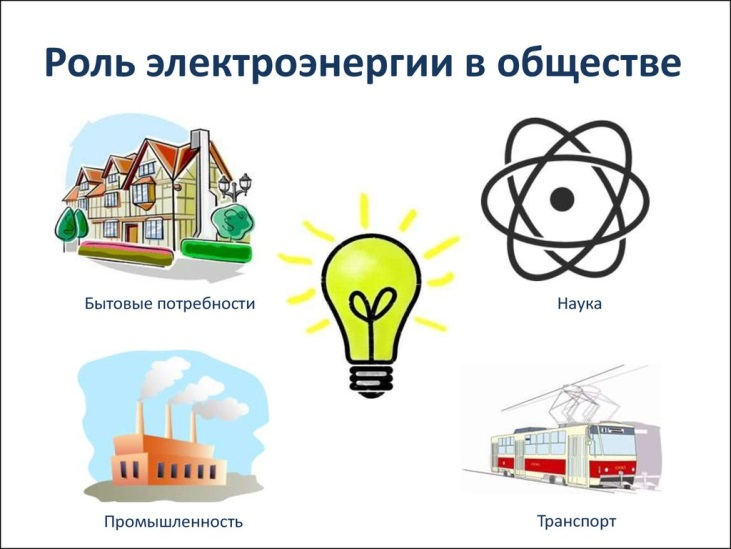 Роль электроэнергии в обществе
Бытовые потребности
Наука
Промышленность
Транспорт